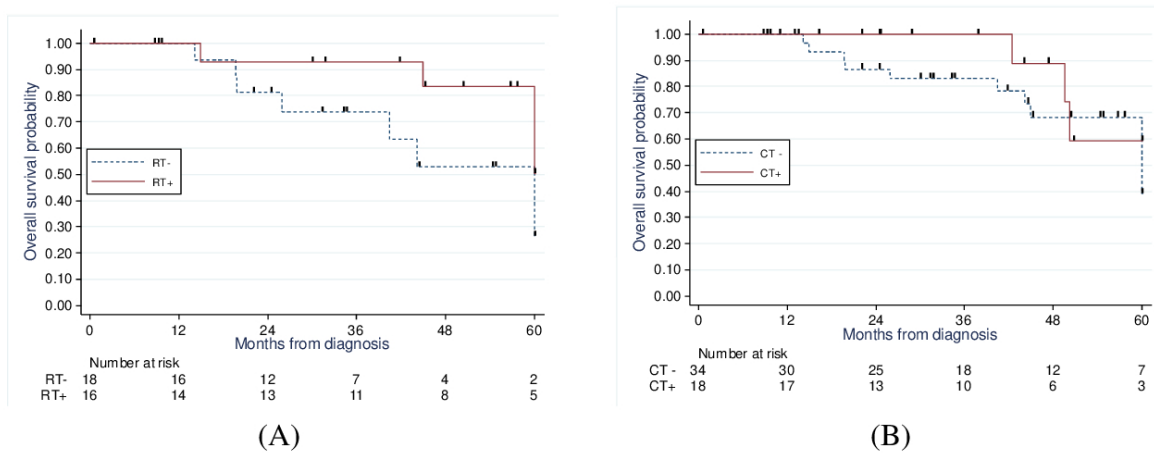 1.00
0.90
0.80
0.70
0.60
0.50
0.40
0.30
0.20
0.10
0.00
Overall survival probability
RT -
RT+
0 12 24 36 48 60
Months from diagnosis
Number at risk
RT- 18 16 12 7 4 2
RT+ 16 14 13 11 8 5
(A)
1.00
0.90
0.80
0.70
0.60
0.50
0.40
0.30
0.20
0.10
0.00
Overall survival probability
CT -
CT+
0 12 24 36 48 60
Months from diagnosis
Number at risk
CT - 34 30 25 18 12 7
CT+ 18 17 13 10 6 3
(B)